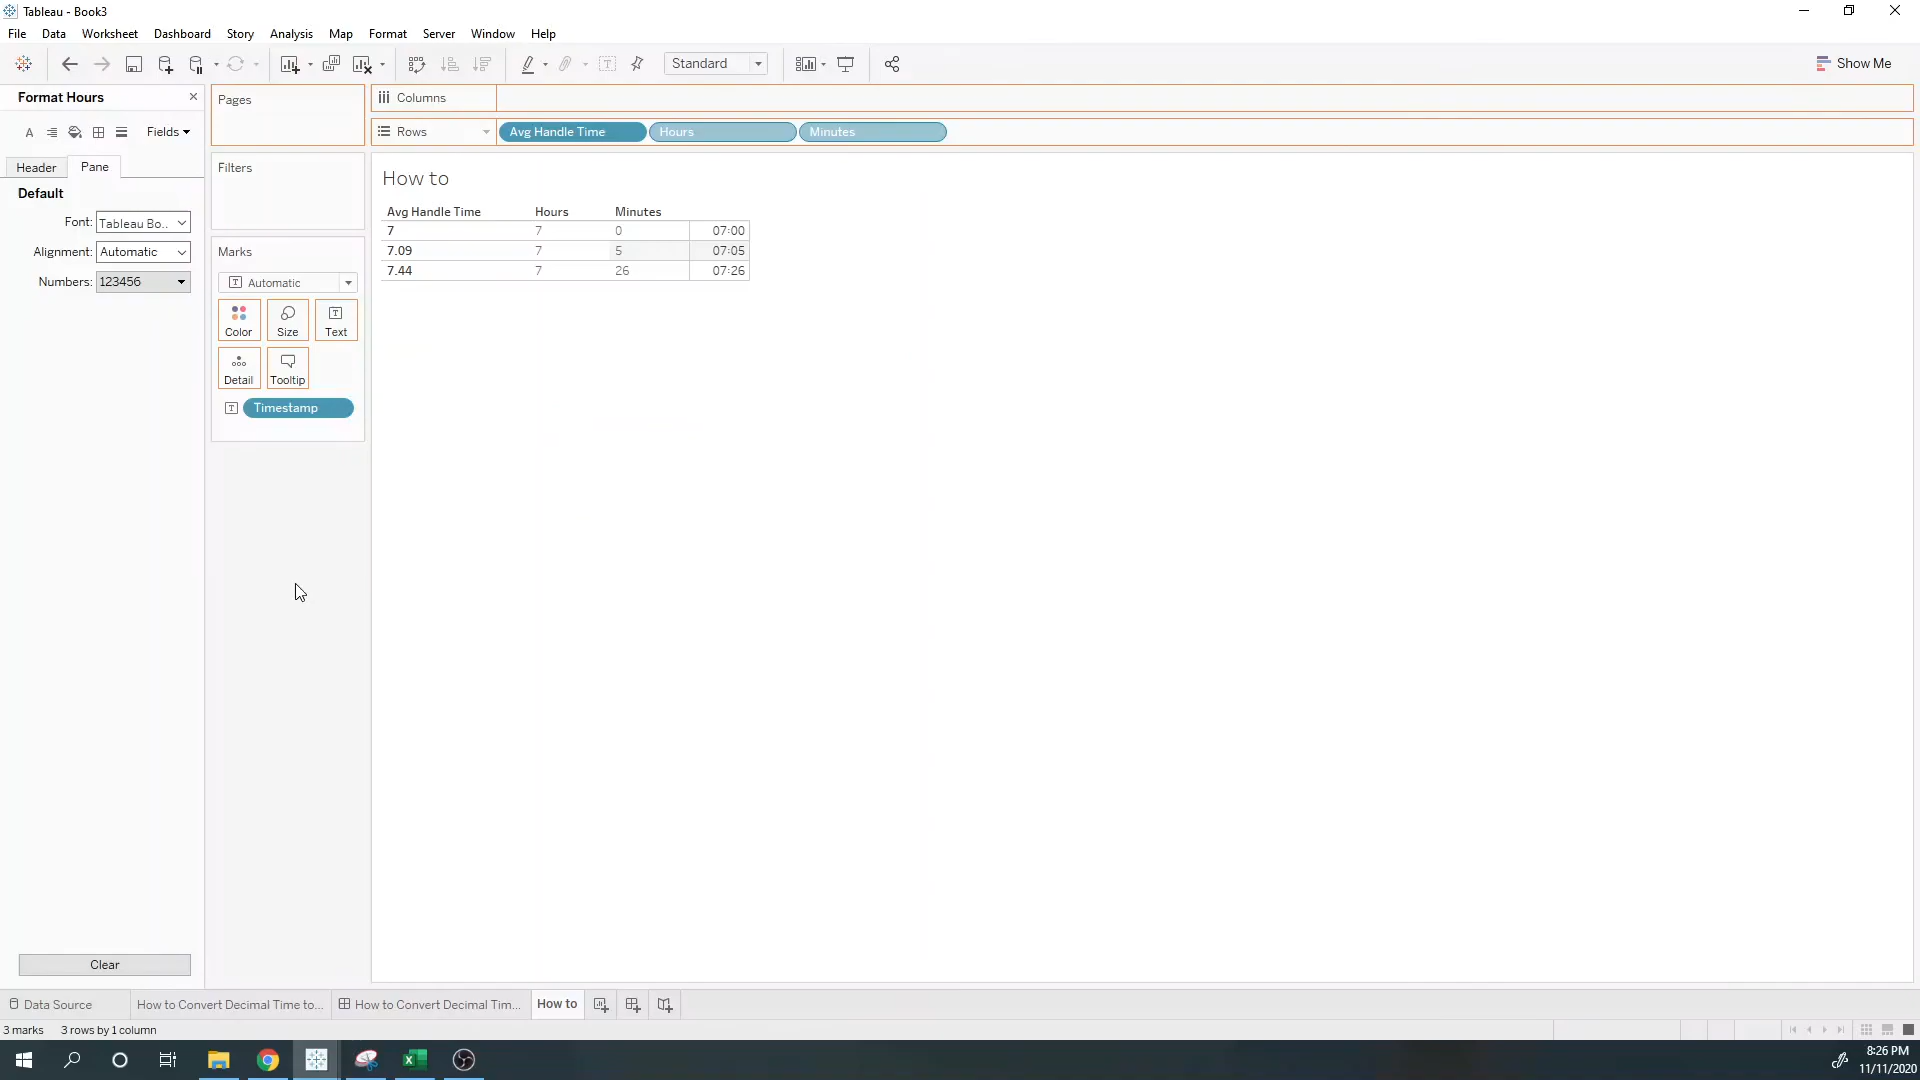 Tableau - Book3
File Data Worksheet Dashboard Story Analysis Map Format Server Window Help
Standard
Show Me
Format Hours
Fields
Header Pane
Default
Font: Tableau Bo..
Alignment: Automatic
Numbers: 123456
Clear
Pages
Filters
Marks
Automatic
Color Size Text
Detail Tooltip
Timestamp
Columns
Rows Avg Handle Time Hours Minutes
How to
Avg Handle Time Hours Minutes
7 7 0 07:00
7.09 7 5 07:05
7.44 7 26 07:26
Data Source How to Convert Decimal Time to... How to Convert Decimal Tim... How to
3 marks 3 rows by 1 column
8:26 PM
11/11/2020